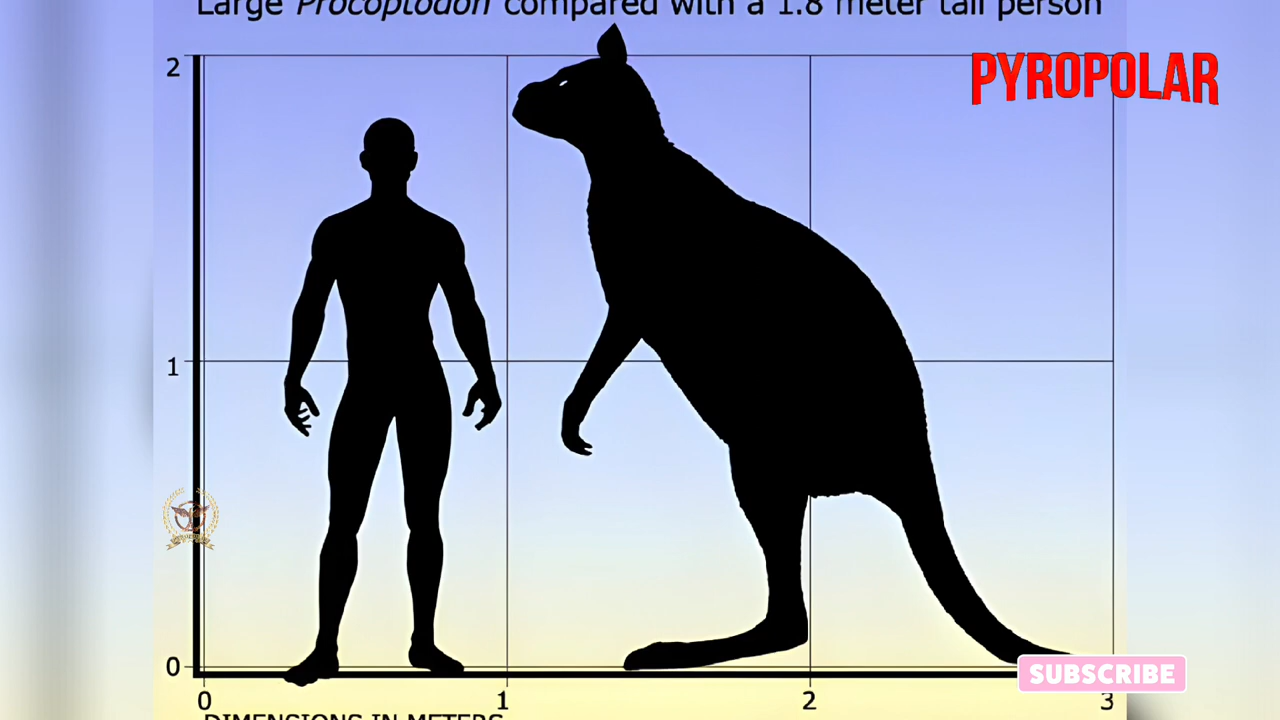 Large Procoptodon compared with a 1.8 meter tall person
PYROPOLAR
2
1
0
0 1 2 3
DIMENSIONS IN METERS
SUBSCRIBE